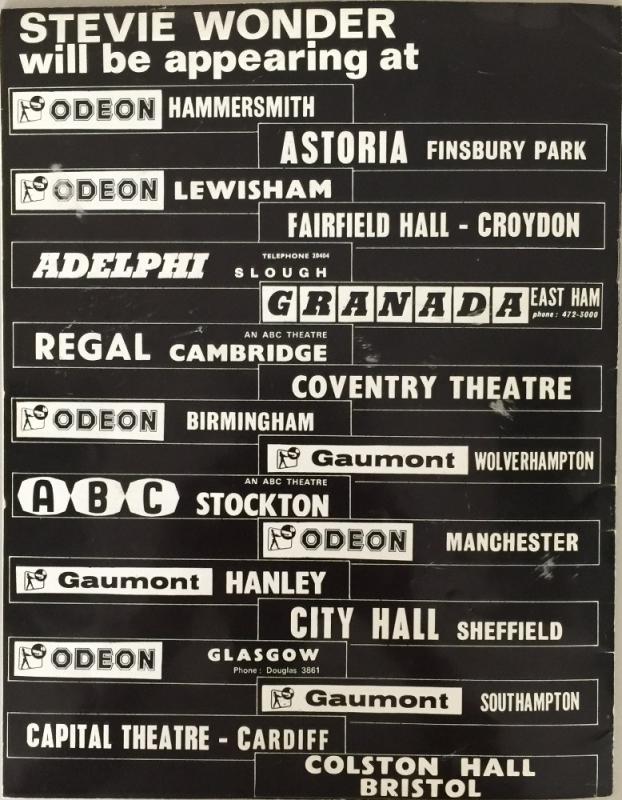 STEVIE WONDER
will be appearing at
ODEON HAMMERSMITH
ASTORIA FINSBURY PARK
ODEON LEWISHAM
FAIRFIELD HALL - CROYDON
TELEPHONE 20404
ADELPHI SLOUGH
GRANADA EAST HAM
phone: 472-3000
AN ABC THEATRE
REGAL CAMBRIDGE
COVENTRY THEATRE
ODEON BIRMINGHAM
Gaumont WOLVERHAMPTON
AN ABC THEATRE
ABC STOCKTON
ODEON MANCHESTER
Gaumont HANLEY
CITY HALL SHEFFIELD
ODEON GLASGOW
Phone: Douglas 3861
Gaumont SOUTHAMPTON
CAPITAL THEATRE - CARDIFF
COLSTON HALL
BRISTOL